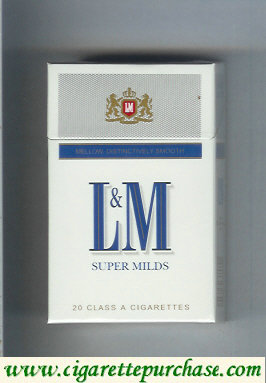 LM
MELLOW. DISTINCTIVELY SMOOTH
L&M
SUPER MILDS
20 CLASS A CIGARETTES
www.cigarettepurchase.com